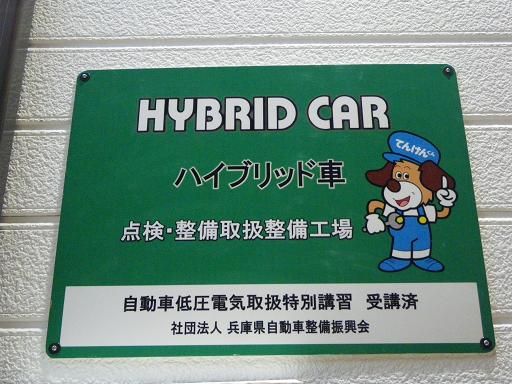 HYBRID CAR
てんけんくん
ハイブリッド車
点検・整備取扱整備工場
自動車低圧電気取扱特別講習 受講済
社団法人 兵庫県自動車整備振興会